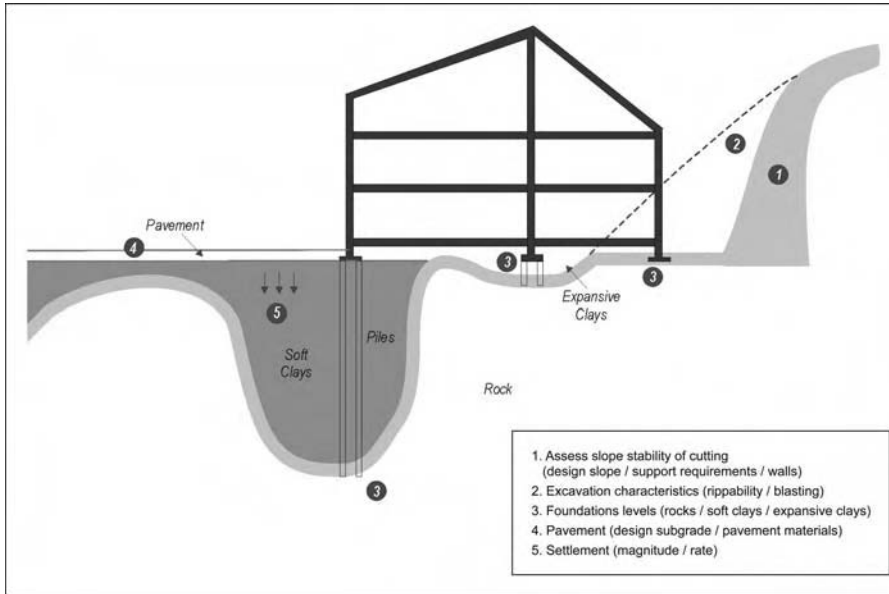 2
1
4
Pavement
3
3
Expansive
Clays
5
Soft
Clays
Piles
Rock
3
1. Assess slope stability of cutting
(design slope / support requirements / walls)
2. Excavation characteristics (rippability / blasting)
3. Foundations levels (rocks / soft clays / expansive clays)
4. Pavement (design subgrade / pavement materials)
5. Settlement (magnitude / rate)